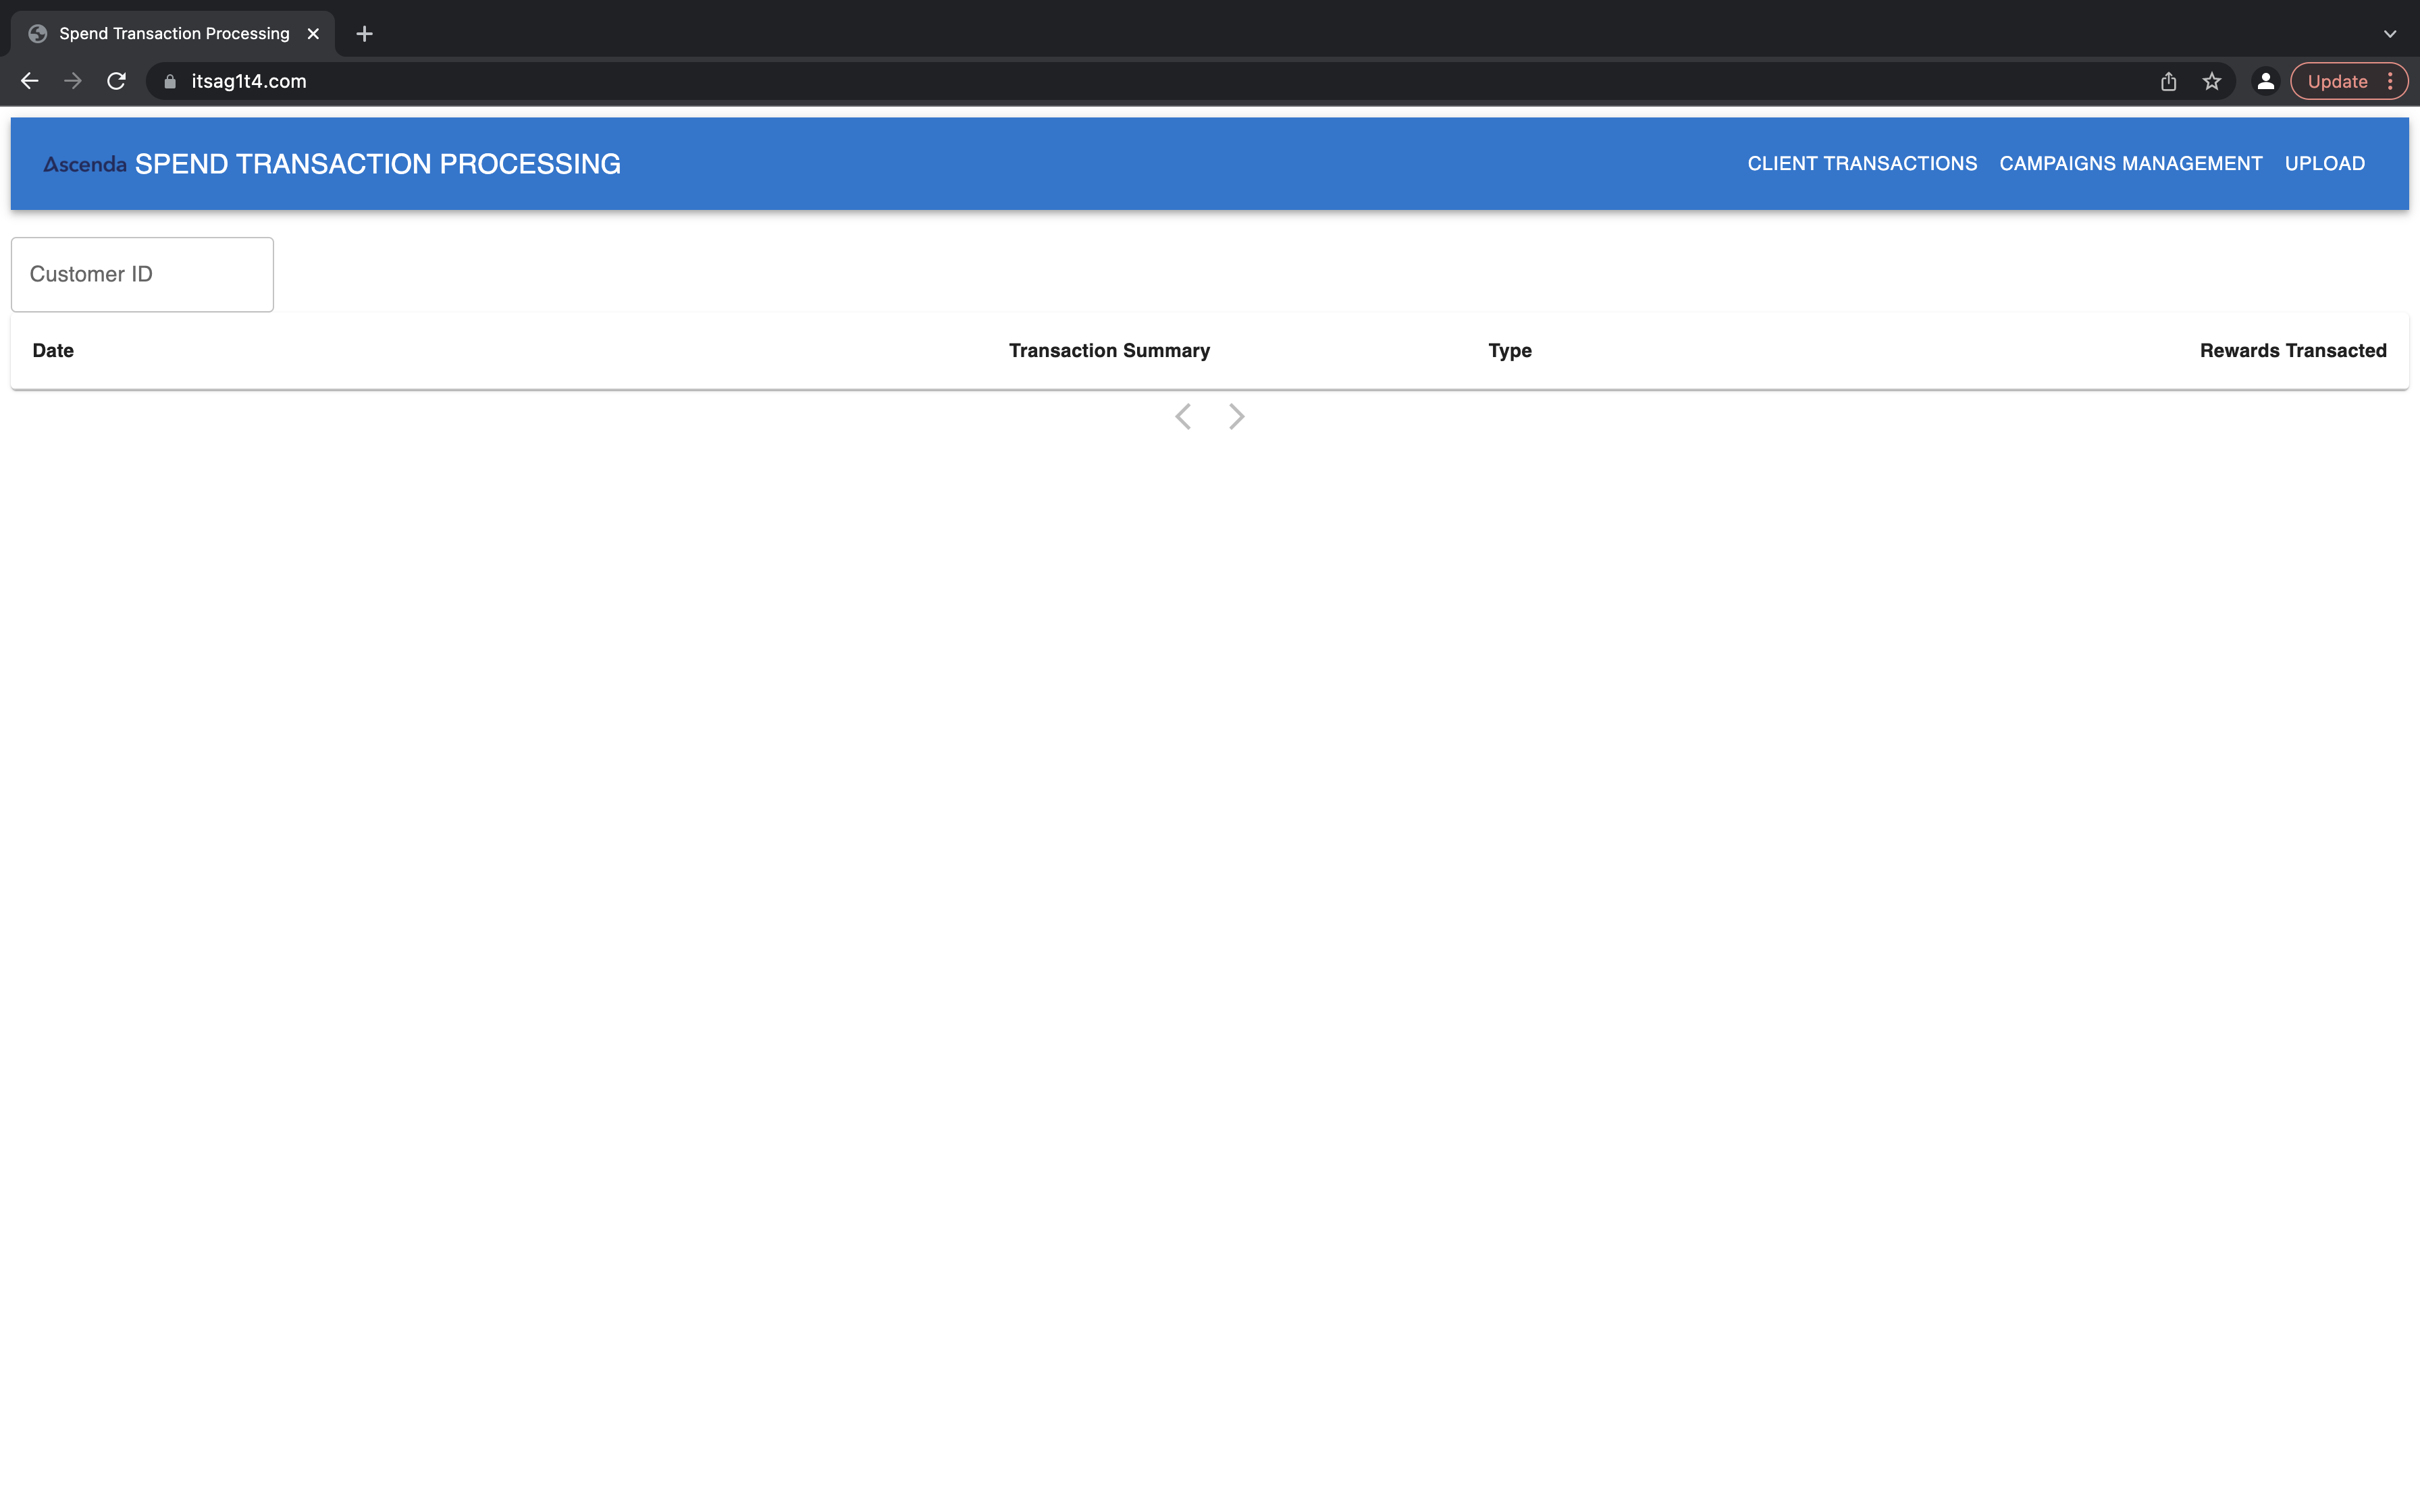 Spend Transaction Processing
itsag1t4.com
Update
Ascenda SPEND TRANSACTION PROCESSING
CLIENT TRANSACTIONS CAMPAIGNS MANAGEMENT UPLOAD
Customer ID
Date Transaction Summary Type Rewards Transacted